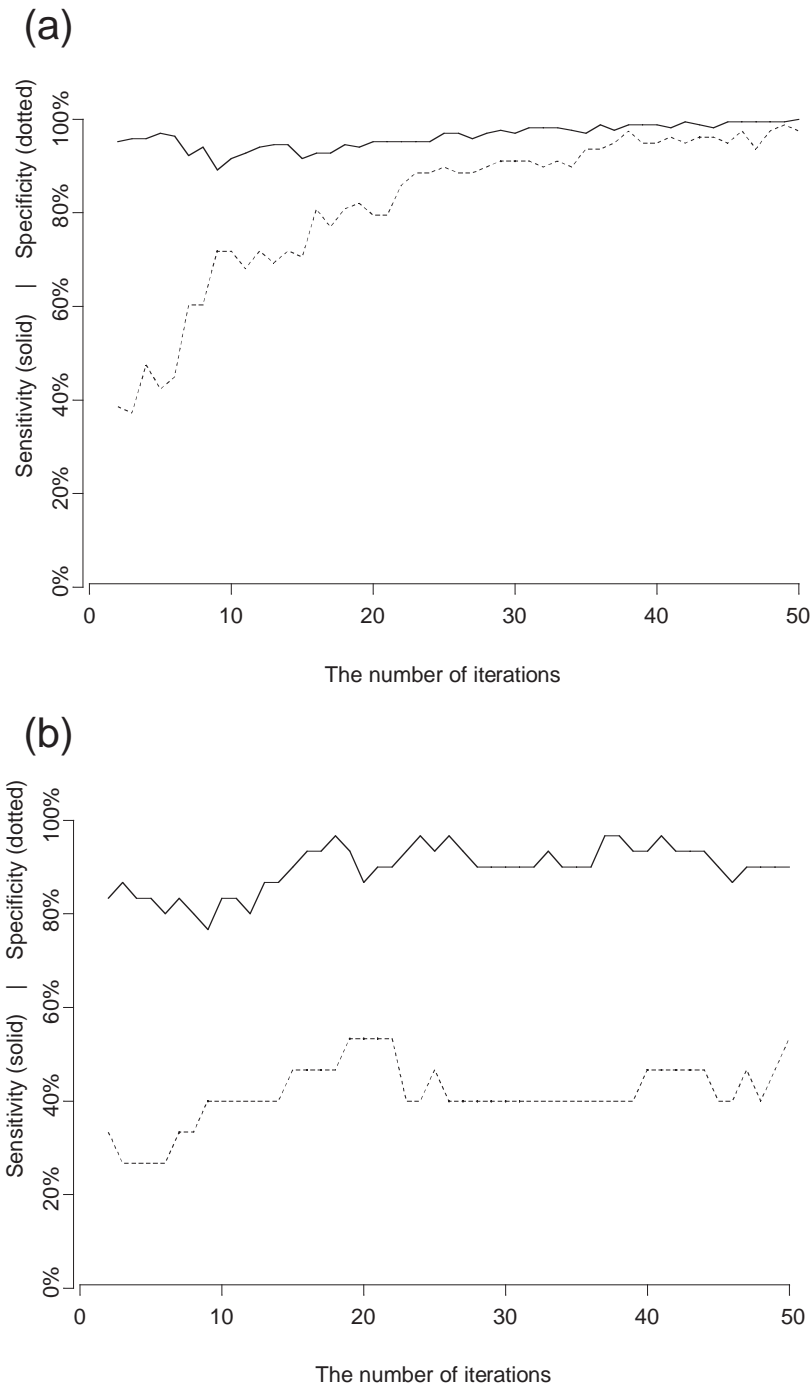 (a)
Sensitivity (solid) | Specificity (dotted)
100%
80%
60%
40%
20%
0%
0 10 20 30 40 50
The number of iterations
(b)
Sensitivity (solid) | Specificity (dotted)
100%
80%
60%
40%
20%
0%
0 10 20 30 40 50
The number of iterations